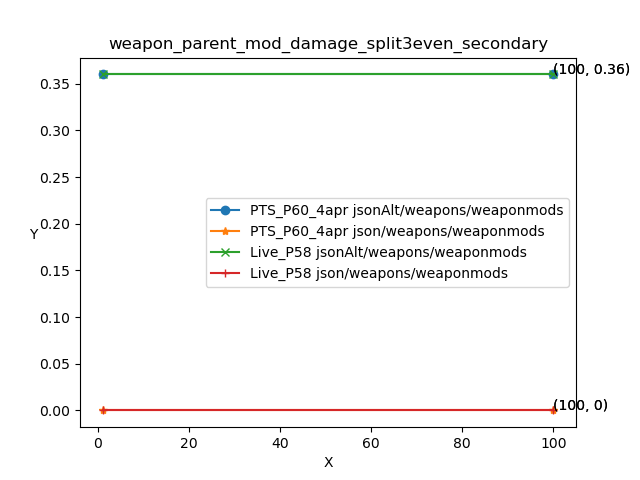 weapon_parent_mod_damage_split3even_secondary
(100, 0.36)
0.35
0.30
0.25
0.20
0.15
0.10
0.05
0.00
Y
PTS_P60_4apr jsonAlt/weapons/weaponmods
PTS_P60_4apr json/weapons/weaponmods
Live_P58 jsonAlt/weapons/weaponmods
Live_P58 json/weapons/weaponmods
(100, 0)
0 20 40 60 80 100
X